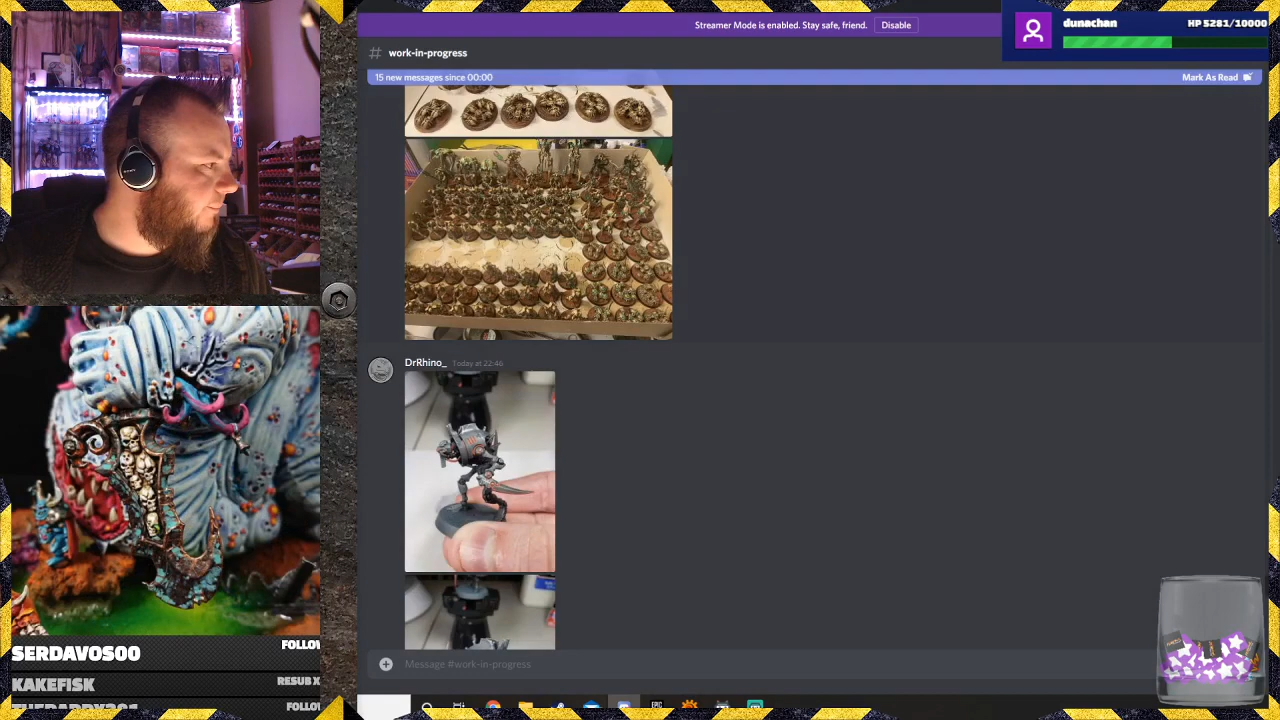 Streamer Mode is enabled. Stay safe, friend.
Disable
dunachan
HP 5281/10000
# work-in-progress
15 new messages since 00:00
Mark As Read
DrRhino_ Today at 22:46
Message #work-in-progress
SERDAVOS00
FOLLOW
KAKEFISK
RESUB X
FOLLOW